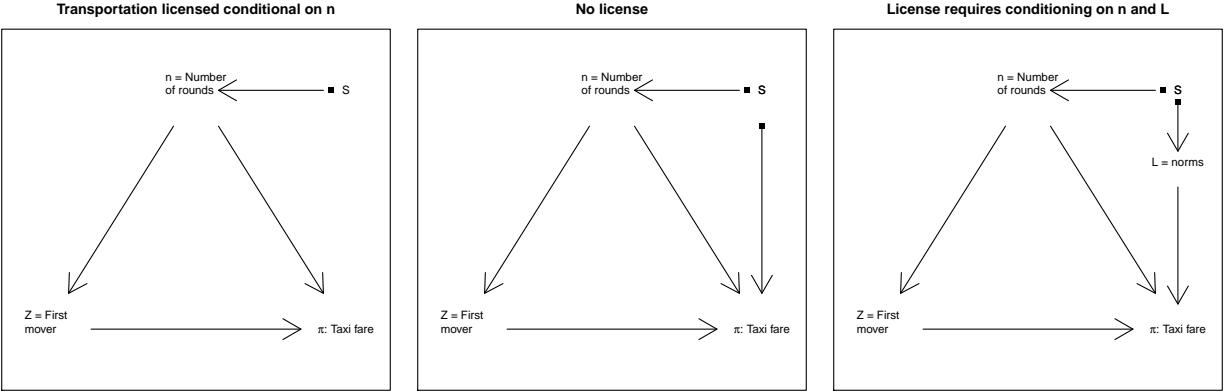 Transportation licensed conditional on n
n = Number
of rounds
S
Z = First
mover
π: Taxi fare
No license
n = Number
of rounds
S
Z = First
mover
π: Taxi fare
License requires conditioning on n and L
n = Number
of rounds
S
L = norms
Z = First
mover
π: Taxi fare